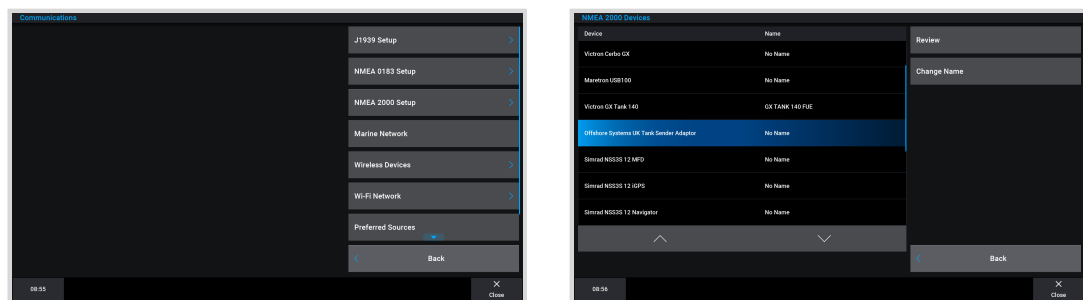 Communications
J1939 Setup
NMEA 0183 Setup
NMEA 2000 Setup
Marine Network
Wireless Devices
Wi-Fi Network
Preferred Sources
Back
08:55
Close
NMEA 2000 Devices
Device Name
Victron Cerbo GX No Name
Maretron USB100 No Name
Victron GX Tank 140 GX TANK 140 FUE
Offshore Systems UK Tank Sender Adaptor No Name
Simrad NSS3S 12 MFD No Name
Simrad NSS3S 12 iGPS No Name
Simrad NSS3S 12 Navigator No Name
Review
Change Name
Back
08:56
Close